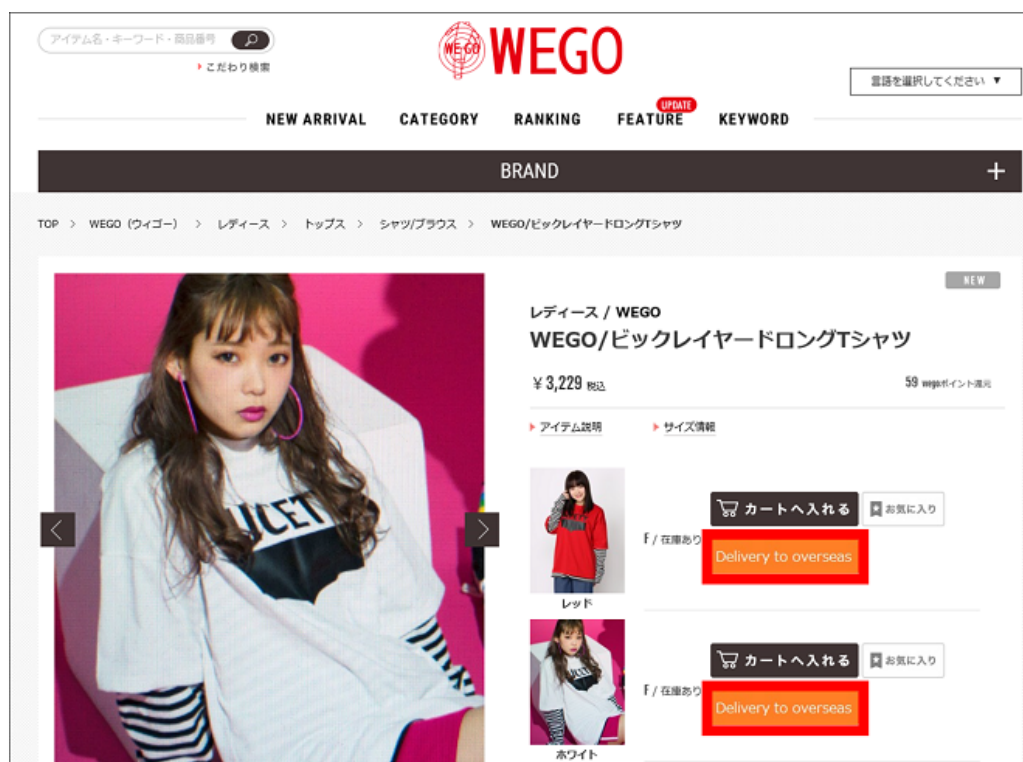 アイテム名・キーワード・商品番号
こだわり検索
WE GO
WEGO
言語を選択してください ▼
NEW ARRIVAL
CATEGORY
RANKING
FEATURE
UPDATE
KEYWORD
BRAND
TOP > WEGO（ウィゴー） > レディース > トップス > シャツ/ブラウス > WEGO/ビックレイヤードロングTシャツ
NEW
レディース / WEGO
WEGO/ビックレイヤードロングTシャツ
¥3,229 税込
59 wegoポイント還元
アイテム説明
サイズ情報
F / 在庫あり
カートへ入れる
お気に入り
Delivery to overseas
レッド
F / 在庫あり
カートへ入れる
お気に入り
Delivery to overseas
ホワイト